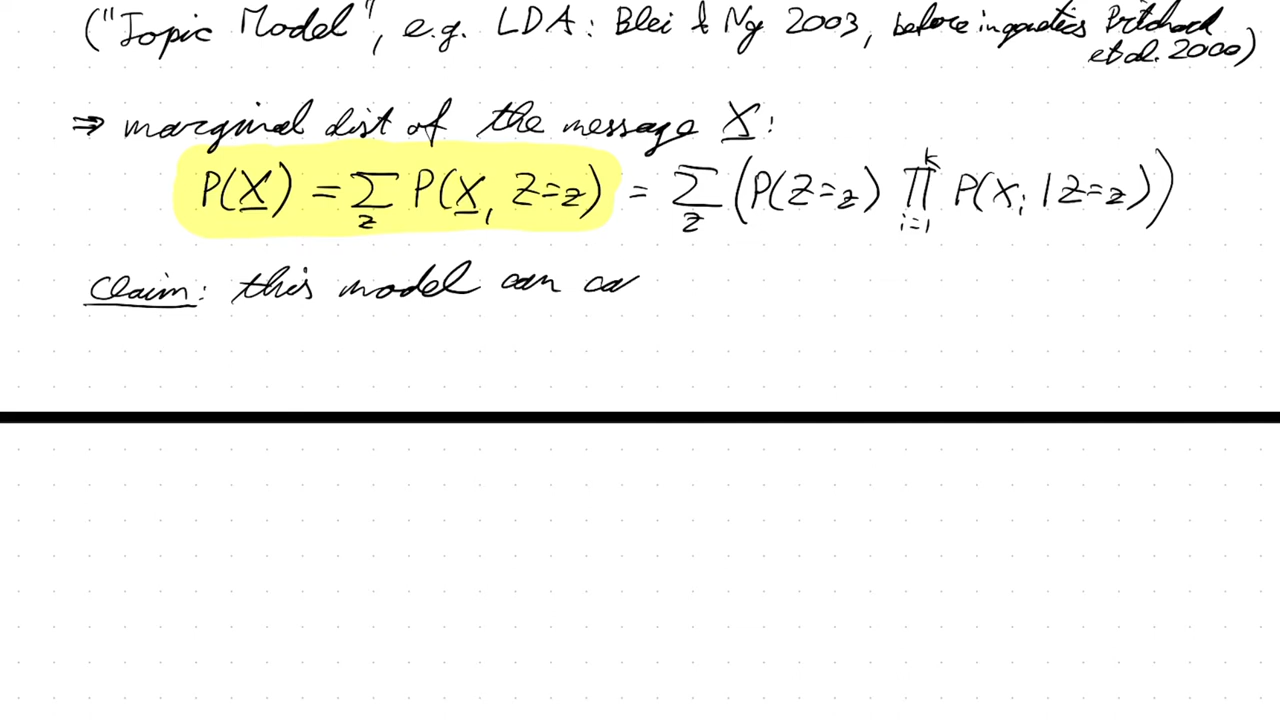 ("Topic Model", e.g. LDA: Blei & Ng 2003, before in genetics Pritchard et al. 2000)
⇒ marginal dist of the message X:
P(X) = ∑_z P(X, Z=z) = ∑_z (P(Z=z) ∏_{i=1}^k P(X_i | Z=z))
Claim: this model can ca